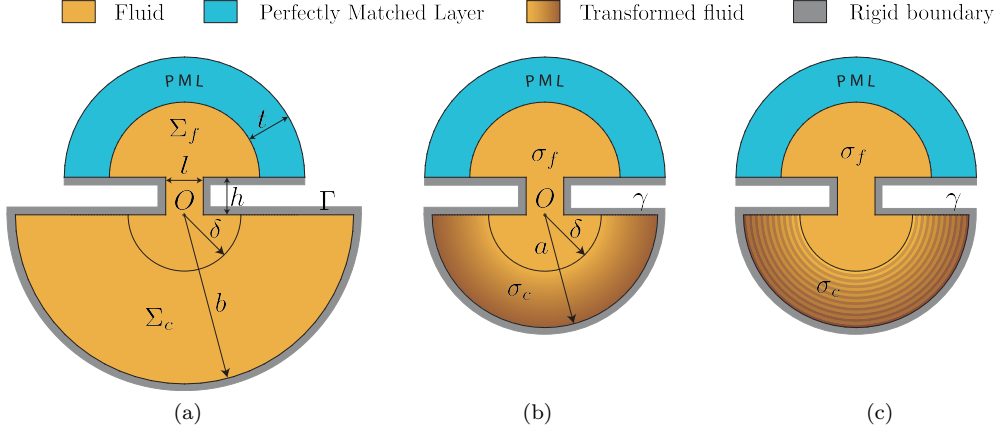 Fluid Perfectly Matched Layer Transformed fluid Rigid boundary
PML PML PML
t
Σ_f σ_f σ_f
l
O h Γ O γ γ
δ δ
a
b
Σ_c σ_c σ_c
(a) (b) (c)